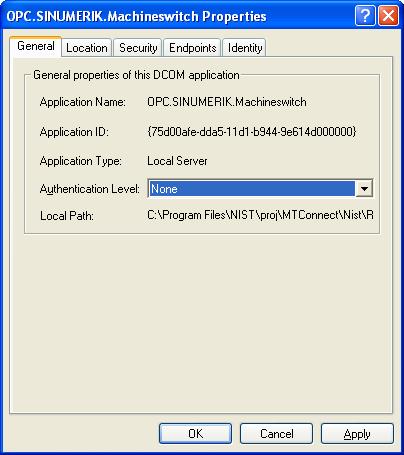 OPC.SINUMERIK.Machineswitch Properties
General Location Security Endpoints Identity
General properties of this DCOM application
Application Name: OPC.SINUMERIK.Machineswitch
Application ID: {75d00afe-dda5-11d1-b944-9e614d000000}
Application Type: Local Server
Authentication Level: None
Local Path: C:\Program Files\NIST\proj\MTConnect\Nist\R
OK Cancel Apply